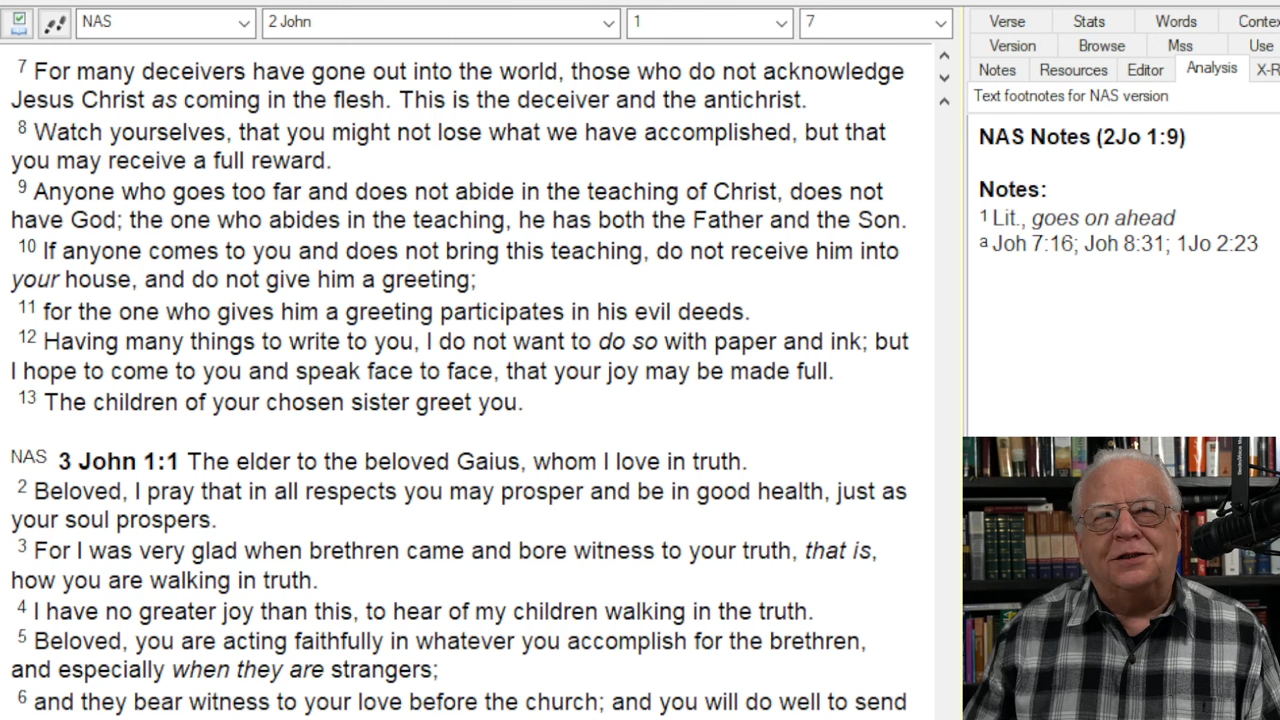 NAS 2 John 1 7
7 For many deceivers have gone out into the world, those who do not acknowledge
Jesus Christ as coming in the flesh. This is the deceiver and the antichrist.
8 Watch yourselves, that you might not lose what we have accomplished, but that
you may receive a full reward.
9 Anyone who goes too far and does not abide in the teaching of Christ, does not
have God; the one who abides in the teaching, he has both the Father and the Son.
10 If anyone comes to you and does not bring this teaching, do not receive him into
your house, and do not give him a greeting;
11 for the one who gives him a greeting participates in his evil deeds.
12 Having many things to write to you, I do not want to do so with paper and ink; but
I hope to come to you and speak face to face, that your joy may be made full.
13 The children of your chosen sister greet you.
NAS 3 John 1:1 The elder to the beloved Gaius, whom I love in truth.
2 Beloved, I pray that in all respects you may prosper and be in good health, just as
your soul prospers.
3 For I was very glad when brethren came and bore witness to your truth, that is,
how you are walking in truth.
4 I have no greater joy than this, to hear of my children walking in the truth.
5 Beloved, you are acting faithfully in whatever you accomplish for the brethren,
and especially when they are strangers;
6 and they bear witness to your love before the church; and you will do well to send
Verse Stats Words Contex
Version Browse Mss Use
Notes Resources Editor Analysis X-R
Text footnotes for NAS version
NAS Notes (2Jo 1:9)
Notes:
1 Lit., goes on ahead
a Joh 7:16; Joh 8:31; 1Jo 2:23